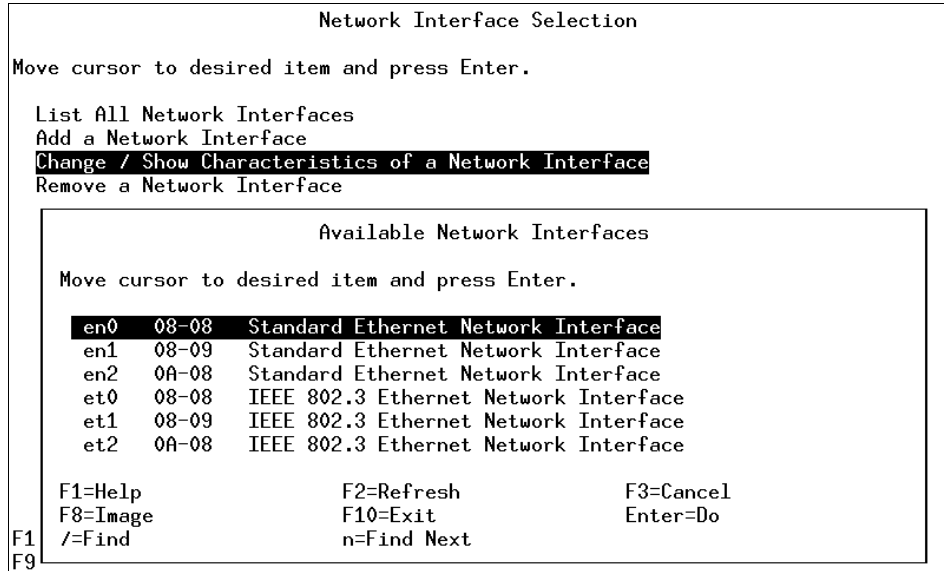 Network Interface Selection
Move cursor to desired item and press Enter.
List All Network Interfaces
Add a Network Interface
Change / Show Characteristics of a Network Interface
Remove a Network Interface
Available Network Interfaces
Move cursor to desired item and press Enter.
en0 08-08 Standard Ethernet Network Interface
en1 08-09 Standard Ethernet Network Interface
en2 0A-08 Standard Ethernet Network Interface
et0 08-08 IEEE 802.3 Ethernet Network Interface
et1 08-09 IEEE 802.3 Ethernet Network Interface
et2 0A-08 IEEE 802.3 Ethernet Network Interface
F1=Help F2=Refresh F3=Cancel
F8=Image F10=Exit Enter=Do
F1 /=Find n=Find Next
F9